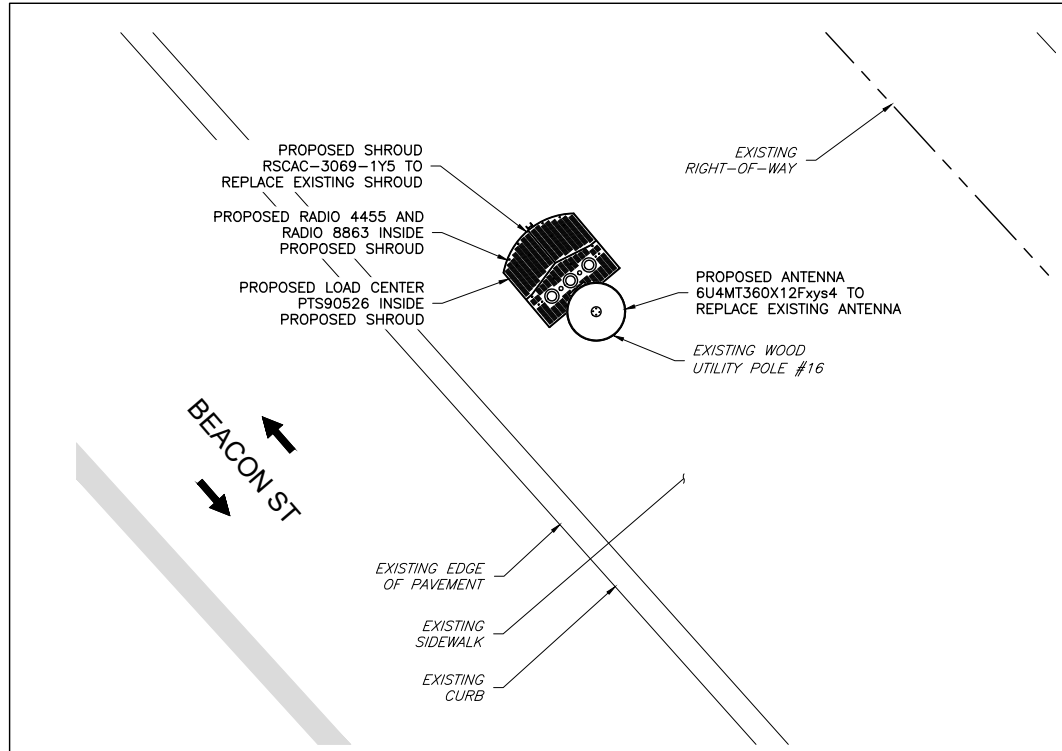 PROPOSED SHROUD
RSCAC-3069-1Y5 TO
REPLACE EXISTING SHROUD
EXISTING
RIGHT-OF-WAY
PROPOSED RADIO 4455 AND
RADIO 8863 INSIDE
PROPOSED SHROUD
PROPOSED LOAD CENTER
PTS90526 INSIDE
PROPOSED SHROUD
PROPOSED ANTENNA
6U4MT360X12Fxys4 TO
REPLACE EXISTING ANTENNA
EXISTING WOOD
UTILITY POLE #16
BEACON ST
EXISTING EDGE
OF PAVEMENT
EXISTING
SIDEWALK
EXISTING
CURB